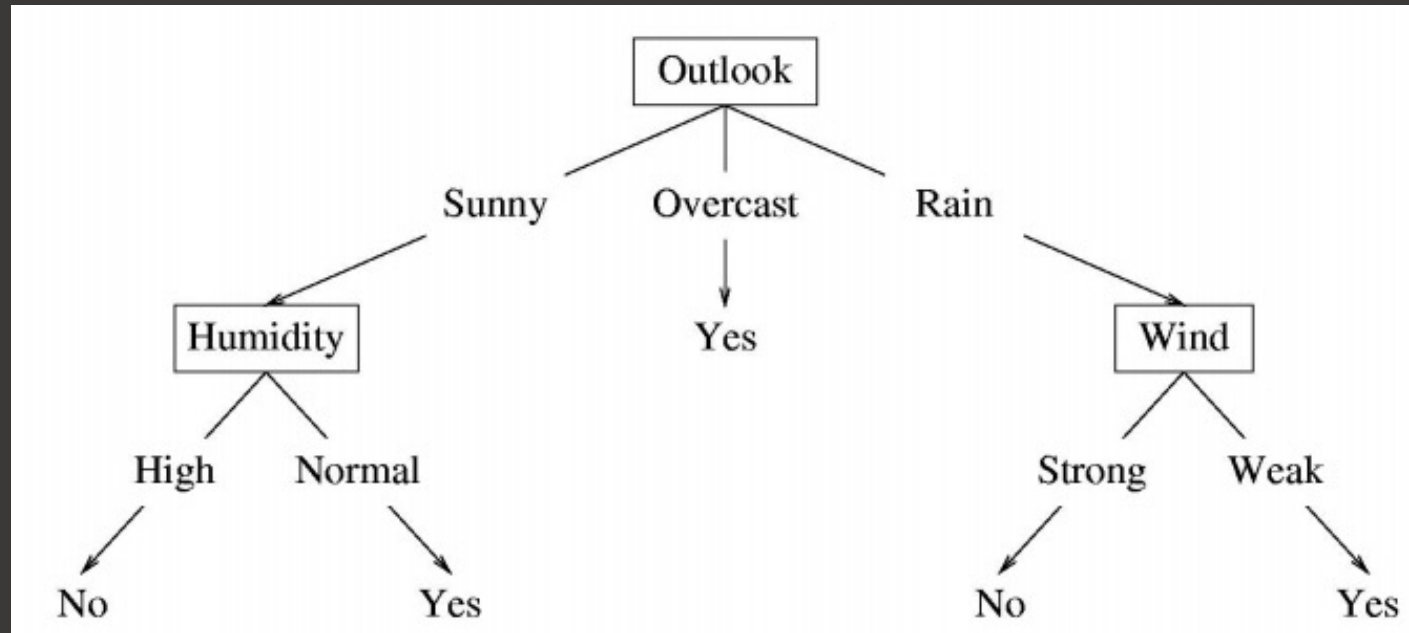 Outlook
Sunny Overcast Rain
Humidity Yes Wind
High Normal Strong Weak
No Yes No Yes